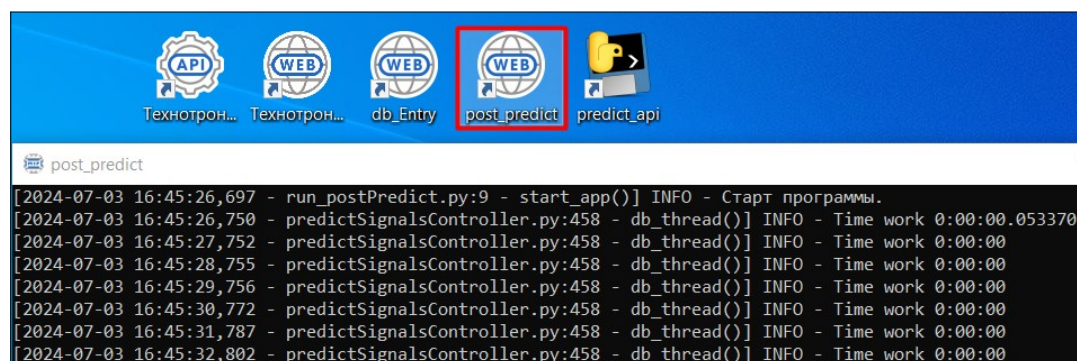 API WEB WEB WEB
Технотрон... Технотрон... db_Entry post_predict predict_api
post_predict
[2024-07-03 16:45:26,697 - run_postPredict.py:9 - start_app()] INFO - Старт программы.
[2024-07-03 16:45:26,750 - predictSignalsController.py:458 - db_thread()] INFO - Time work 0:00:00.053370
[2024-07-03 16:45:27,752 - predictSignalsController.py:458 - db_thread()] INFO - Time work 0:00:00
[2024-07-03 16:45:28,755 - predictSignalsController.py:458 - db_thread()] INFO - Time work 0:00:00
[2024-07-03 16:45:29,756 - predictSignalsController.py:458 - db_thread()] INFO - Time work 0:00:00
[2024-07-03 16:45:30,772 - predictSignalsController.py:458 - db_thread()] INFO - Time work 0:00:00
[2024-07-03 16:45:31,787 - predictSignalsController.py:458 - db_thread()] INFO - Time work 0:00:00
[2024-07-03 16:45:32,802 - predictSignalsController.py:458 - db_thread()] INFO - Time work 0:00:00